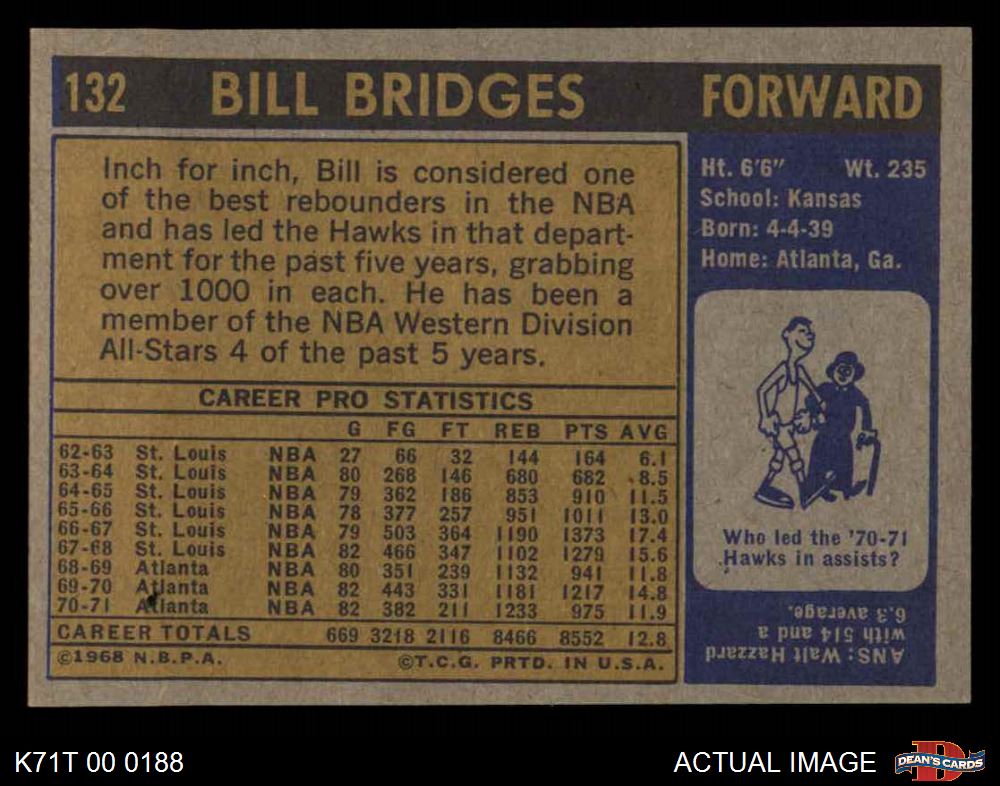 132 BILL BRIDGES FORWARD
Inch for inch, Bill is considered one
of the best rebounders in the NBA
and has led the Hawks in that depart-
ment for the past five years, grabbing
over 1000 in each. He has been a
member of the NBA Western Division
All-Stars 4 of the past 5 years.
CAREER PRO STATISTICS
G FG FT REB PTS AVG
62-63 St. Louis NBA 27 66 32 144 164 6.1
63-64 St. Louis NBA 80 268 146 680 682 8.5
64-65 St. Louis NBA 79 362 186 853 910 11.5
65-66 St. Louis NBA 78 377 257 951 1011 13.0
66-67 St. Louis NBA 79 503 364 1190 1373 17.4
67-68 St. Louis NBA 82 466 347 1102 1279 15.6
68-69 Atlanta NBA 80 351 239 1132 941 11.8
69-70 Atlanta NBA 82 443 331 1181 1217 14.8
70-71 Atlanta NBA 82 382 211 1233 975 11.9
CAREER TOTALS 669 3218 2116 8466 8552 12.8
©1968 N.B.P.A. ©T.C.G. PRTD. IN U.S.A.
Ht. 6'6" Wt. 235
School: Kansas
Born: 4-4-39
Home: Atlanta, Ga.
Who led the '70-71
Hawks in assists?
ANS: Walt Hazzard
with 514 and a
6.3 average.
K71T 00 0188 ACTUAL IMAGE
D
DEAN'S CARDS